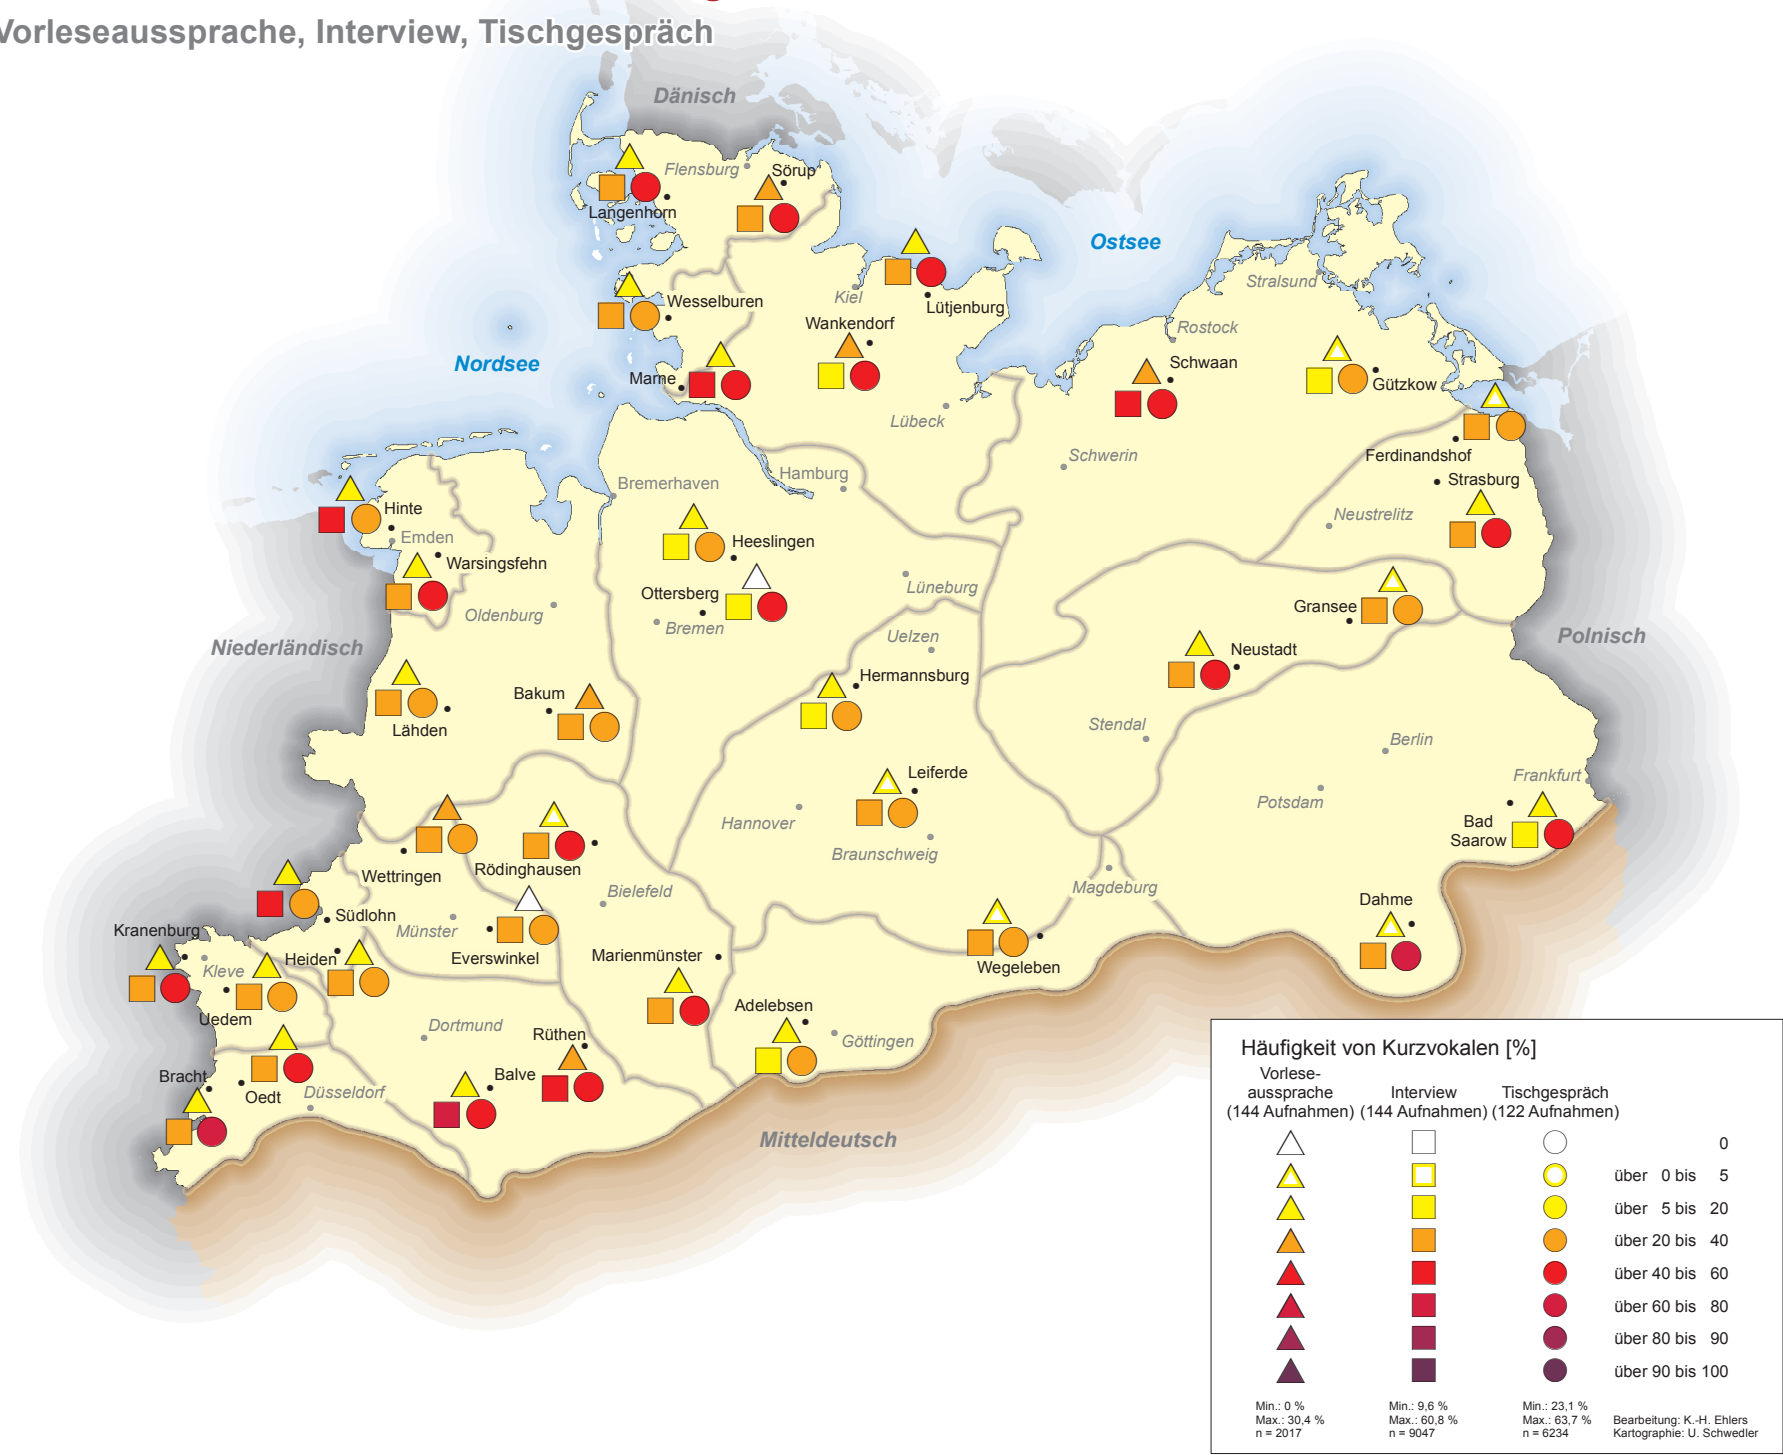 Vorleseaussprache, Interview, Tischgespräch
Dänisch
Flensburg
Sörup
Langenhorn
Ostsee
Stralsund
Kiel
Lütjenburg
Wesselburen
Wankendorf
Rostock
Nordsee
Schwaan
Marne
Gützkow
Lübeck
Ferdinandshof
Schwerin
Hamburg
Strasburg
Bremerhaven
Hinte
Neustrelitz
Emden
Heeslingen
Warsingsfehn
Lüneburg
Ottersberg
Gransee
Oldenburg
Bremen
Uelzen
Polnisch
Niederländisch
Neustadt
Hermannsburg
Bakum
Lähden
Stendal
Berlin
Leiferde
Frankfurt
Potsdam
Hannover
Bad
Saarow
Braunschweig
Rödinghausen
Wettringen
Bielefeld
Magdeburg
Dahme
Südlohn
Kranenburg
Münster
Everswinkel
Marienmünster
Heiden
Kleve
Wegeleben
Adelebsen
Uedem
Dortmund
Rüthen
Göttingen
Bracht
Balve
Oedt
Düsseldorf
Mitteldeutsch
Häufigkeit von Kurzvokalen [%]
Vorlese-
aussprache Interview Tischgespräch
(144 Aufnahmen) (144 Aufnahmen) (122 Aufnahmen)
0
über 0 bis 5
über 5 bis 20
über 20 bis 40
über 40 bis 60
über 60 bis 80
über 80 bis 90
über 90 bis 100
Min.: 0 % Min.: 9,6 % Min.: 23,1 %
Max.: 30,4 % Max.: 60,8 % Max.: 63,7 % Bearbeitung: K.-H. Ehlers
n = 2017 n = 9047 n = 6234 Kartographie: U. Schwedler